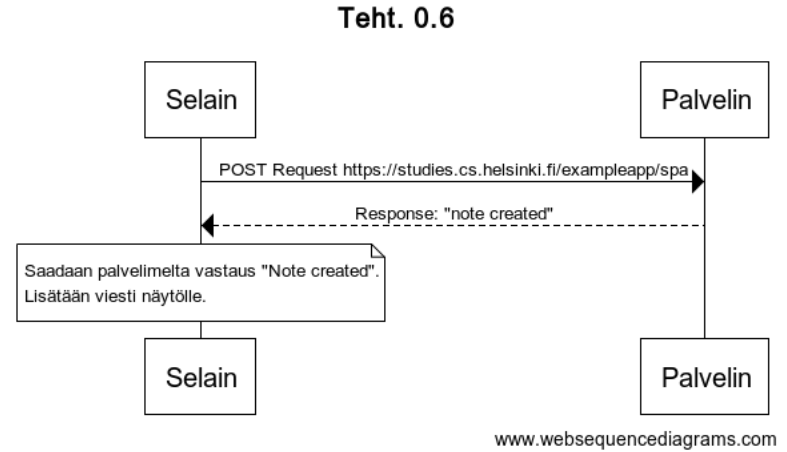 Teht. 0.6
Selain
Palvelin
POST Request https://studies.cs.helsinki.fi/exampleapp/spa
Response: "note created"
Saadaan palvelimelta vastaus "Note created".
Lisätään viesti näytölle.
Selain
Palvelin
www.websequencediagrams.com